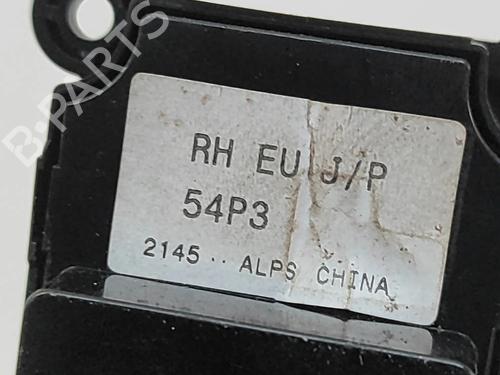 B-PARTS
RH EU J/P
54P3
2145 .. ALPS CHINA